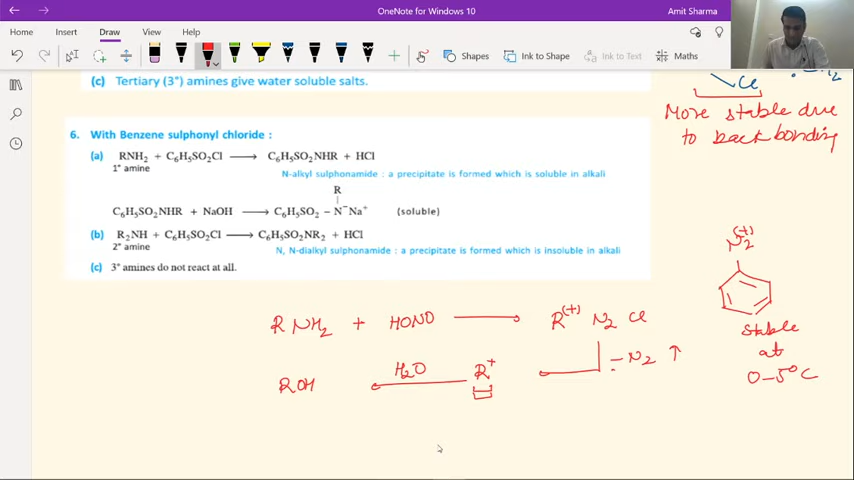 OneNote for Windows 10
Amit Sharma
Home Insert Draw View Help
Shapes Ink to Shape Ink to Text Maths
(c) Tertiary (3°) amines give water soluble salts.
Cl
More stable due
to back bonding
6. With Benzene sulphonyl chloride :
(a) RNH₂ + C₆H₅SO₂Cl ⟶ C₆H₅SO₂NHR + HCl
1° amine
N-alkyl sulphonamide : a precipitate is formed which is soluble in alkali
R
|
C₆H₅SO₂NHR + NaOH ⟶ C₆H₅SO₂ – N⁻Na⁺ (soluble)
(b) R₂NH + C₆H₅SO₂Cl ⟶ C₆H₅SO₂NR₂ + HCl
2° amine
N, N-dialkyl sulphonamide : a precipitate is formed which is insoluble in alkali
(c) 3° amines do not react at all.
N₂(+)
stable
at
0-5°C
R NH₂ + HONO ⟶ R(+) N₂ Cl
- N₂ ↑
ROH H₂O R⁺